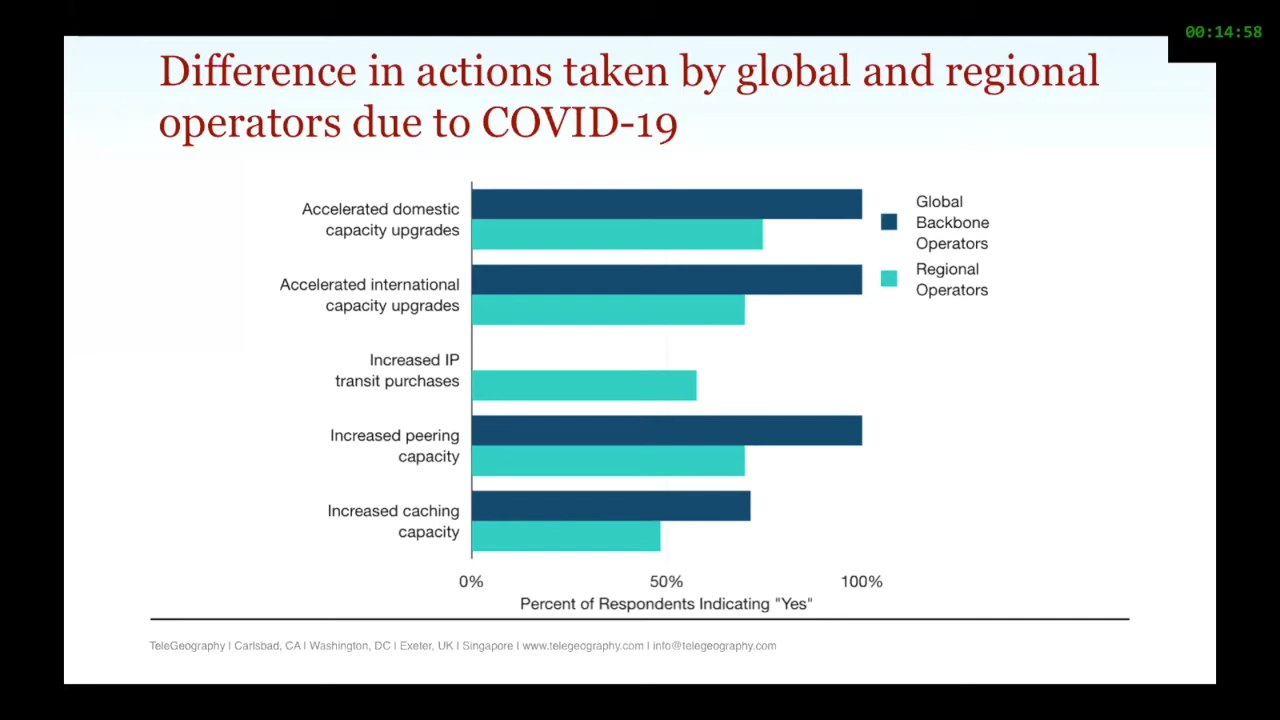 00:14:58
Difference in actions taken by global and regional
operators due to COVID-19
Accelerated domestic
capacity upgrades
Accelerated international
capacity upgrades
Increased IP
transit purchases
Increased peering
capacity
Increased caching
capacity
Global
Backbone
Operators
Regional
Operators
0% 50% 100%
Percent of Respondents Indicating "Yes"
TeleGeography I Carlsbad, CA I Washington, DC I Exeter, UK I Singapore I www.telegeography.com I info@telegeography.com